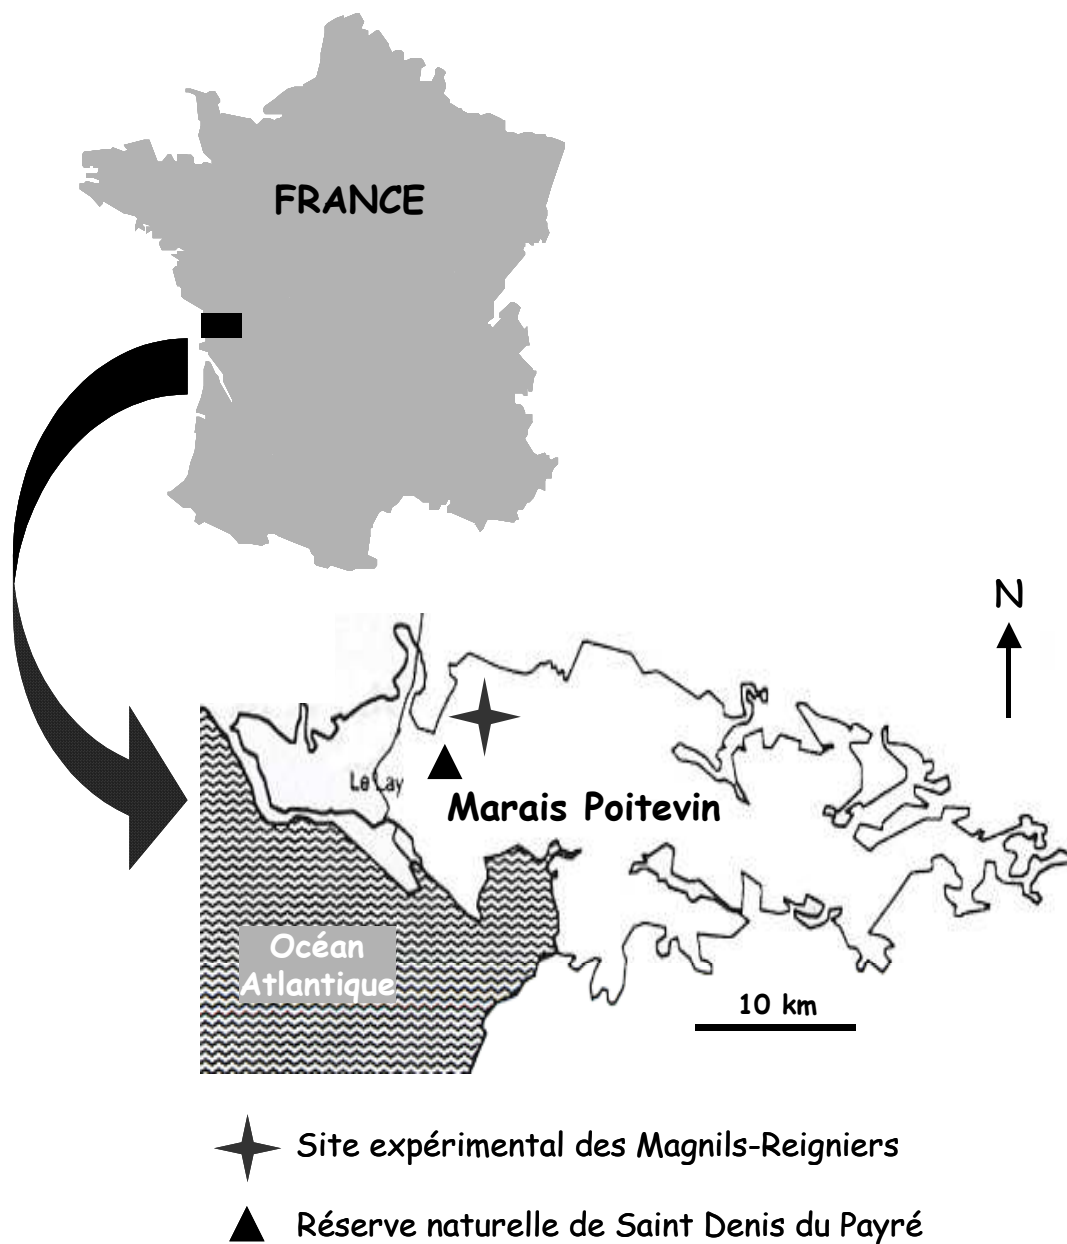 FRANCE
N
Le Lay
Marais Poitevin
Océan
Atlantique
10 km
Site expérimental des Magnils-Reigniers
Réserve naturelle de Saint Denis du Payré